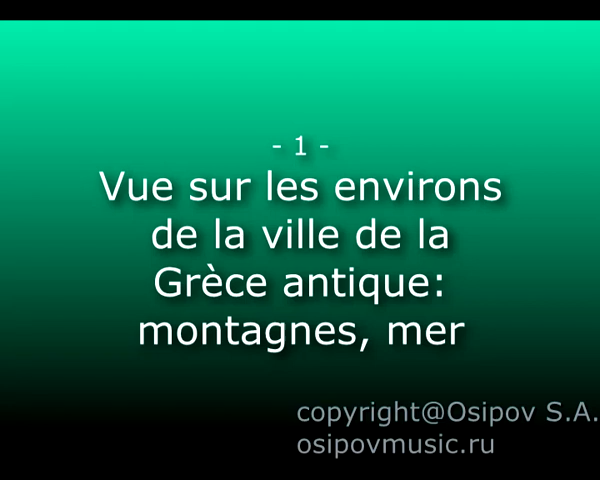 - 1 -
Vue sur les environs
de la ville de la
Grèce antique:
montagnes, mer
copyright@Osipov S.A.
osipovmusic.ru